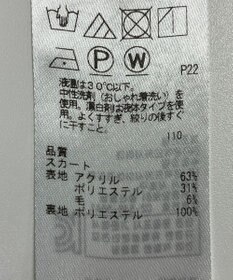 P W
P22
液温は30℃以下。
中性洗剤(おしゃれ着洗い)を
使用。漂白剤は液体タイプを使
用。よくすすぎ、絞りの後すぐ
に干すこと。
110
品質
スカート
表地 アクリル 63%
ポリエステル 31%
毛 6%
裏地 ポリエステル 100%